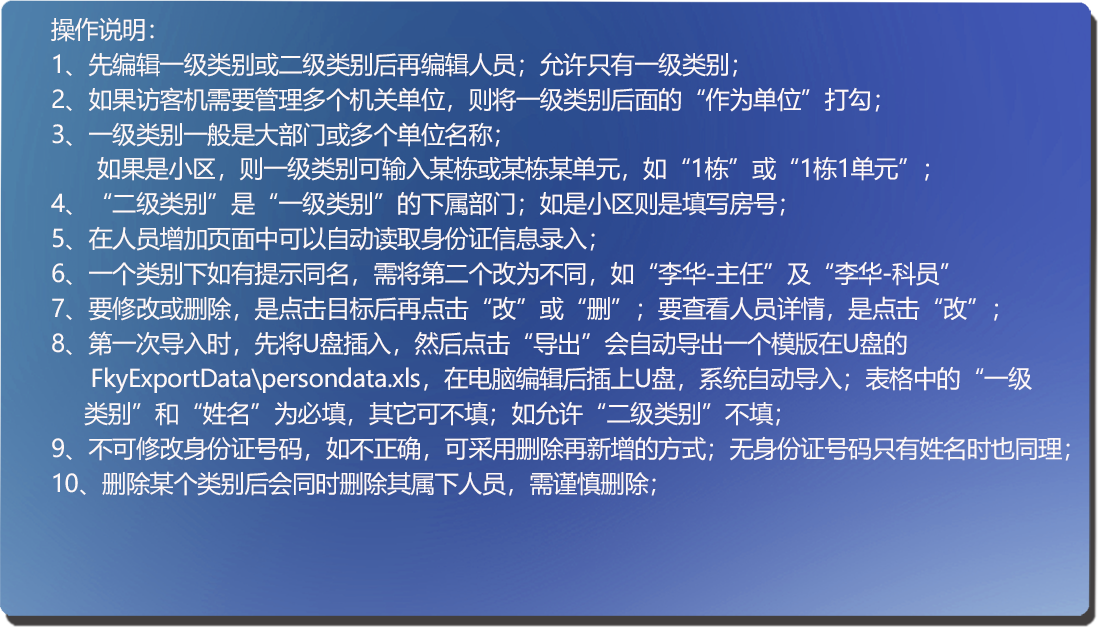 操作说明：
1、先编辑一级类别或二级类别后再编辑人员；允许只有一级类别；
2、如果访客机需要管理多个机关单位，则将一级类别后面的“作为单位”打勾；
3、一级类别一般是大部门或多个单位名称；
如果是小区，则一级类别可输入某栋或某栋某单元，如“1栋”或“1栋1单元”；
4、“二级类别”是“一级类别”的下属部门；如是小区则是填写房号；
5、在人员增加页面中可以自动读取身份证信息录入；
6、一个类别下如有提示同名，需将第二个改为不同，如“李华-主任”及“李华-科员”
7、要修改或删除，是点击目标后再点击“改”或“删”；要查看人员详情，是点击“改”；
8、第一次导入时，先将U盘插入，然后点击“导出”会自动导出一个模版在U盘的
FkyExportData\persondata.xls，在电脑编辑后插上U盘，系统自动导入；表格中的“一级
类别”和“姓名”为必填，其它可不填；如允许“二级类别”不填；
9、不可修改身份证号码，如不正确，可采用删除再新增的方式；无身份证号码只有姓名时也同理；
10、删除某个类别后会同时删除其属下人员，需谨慎删除；